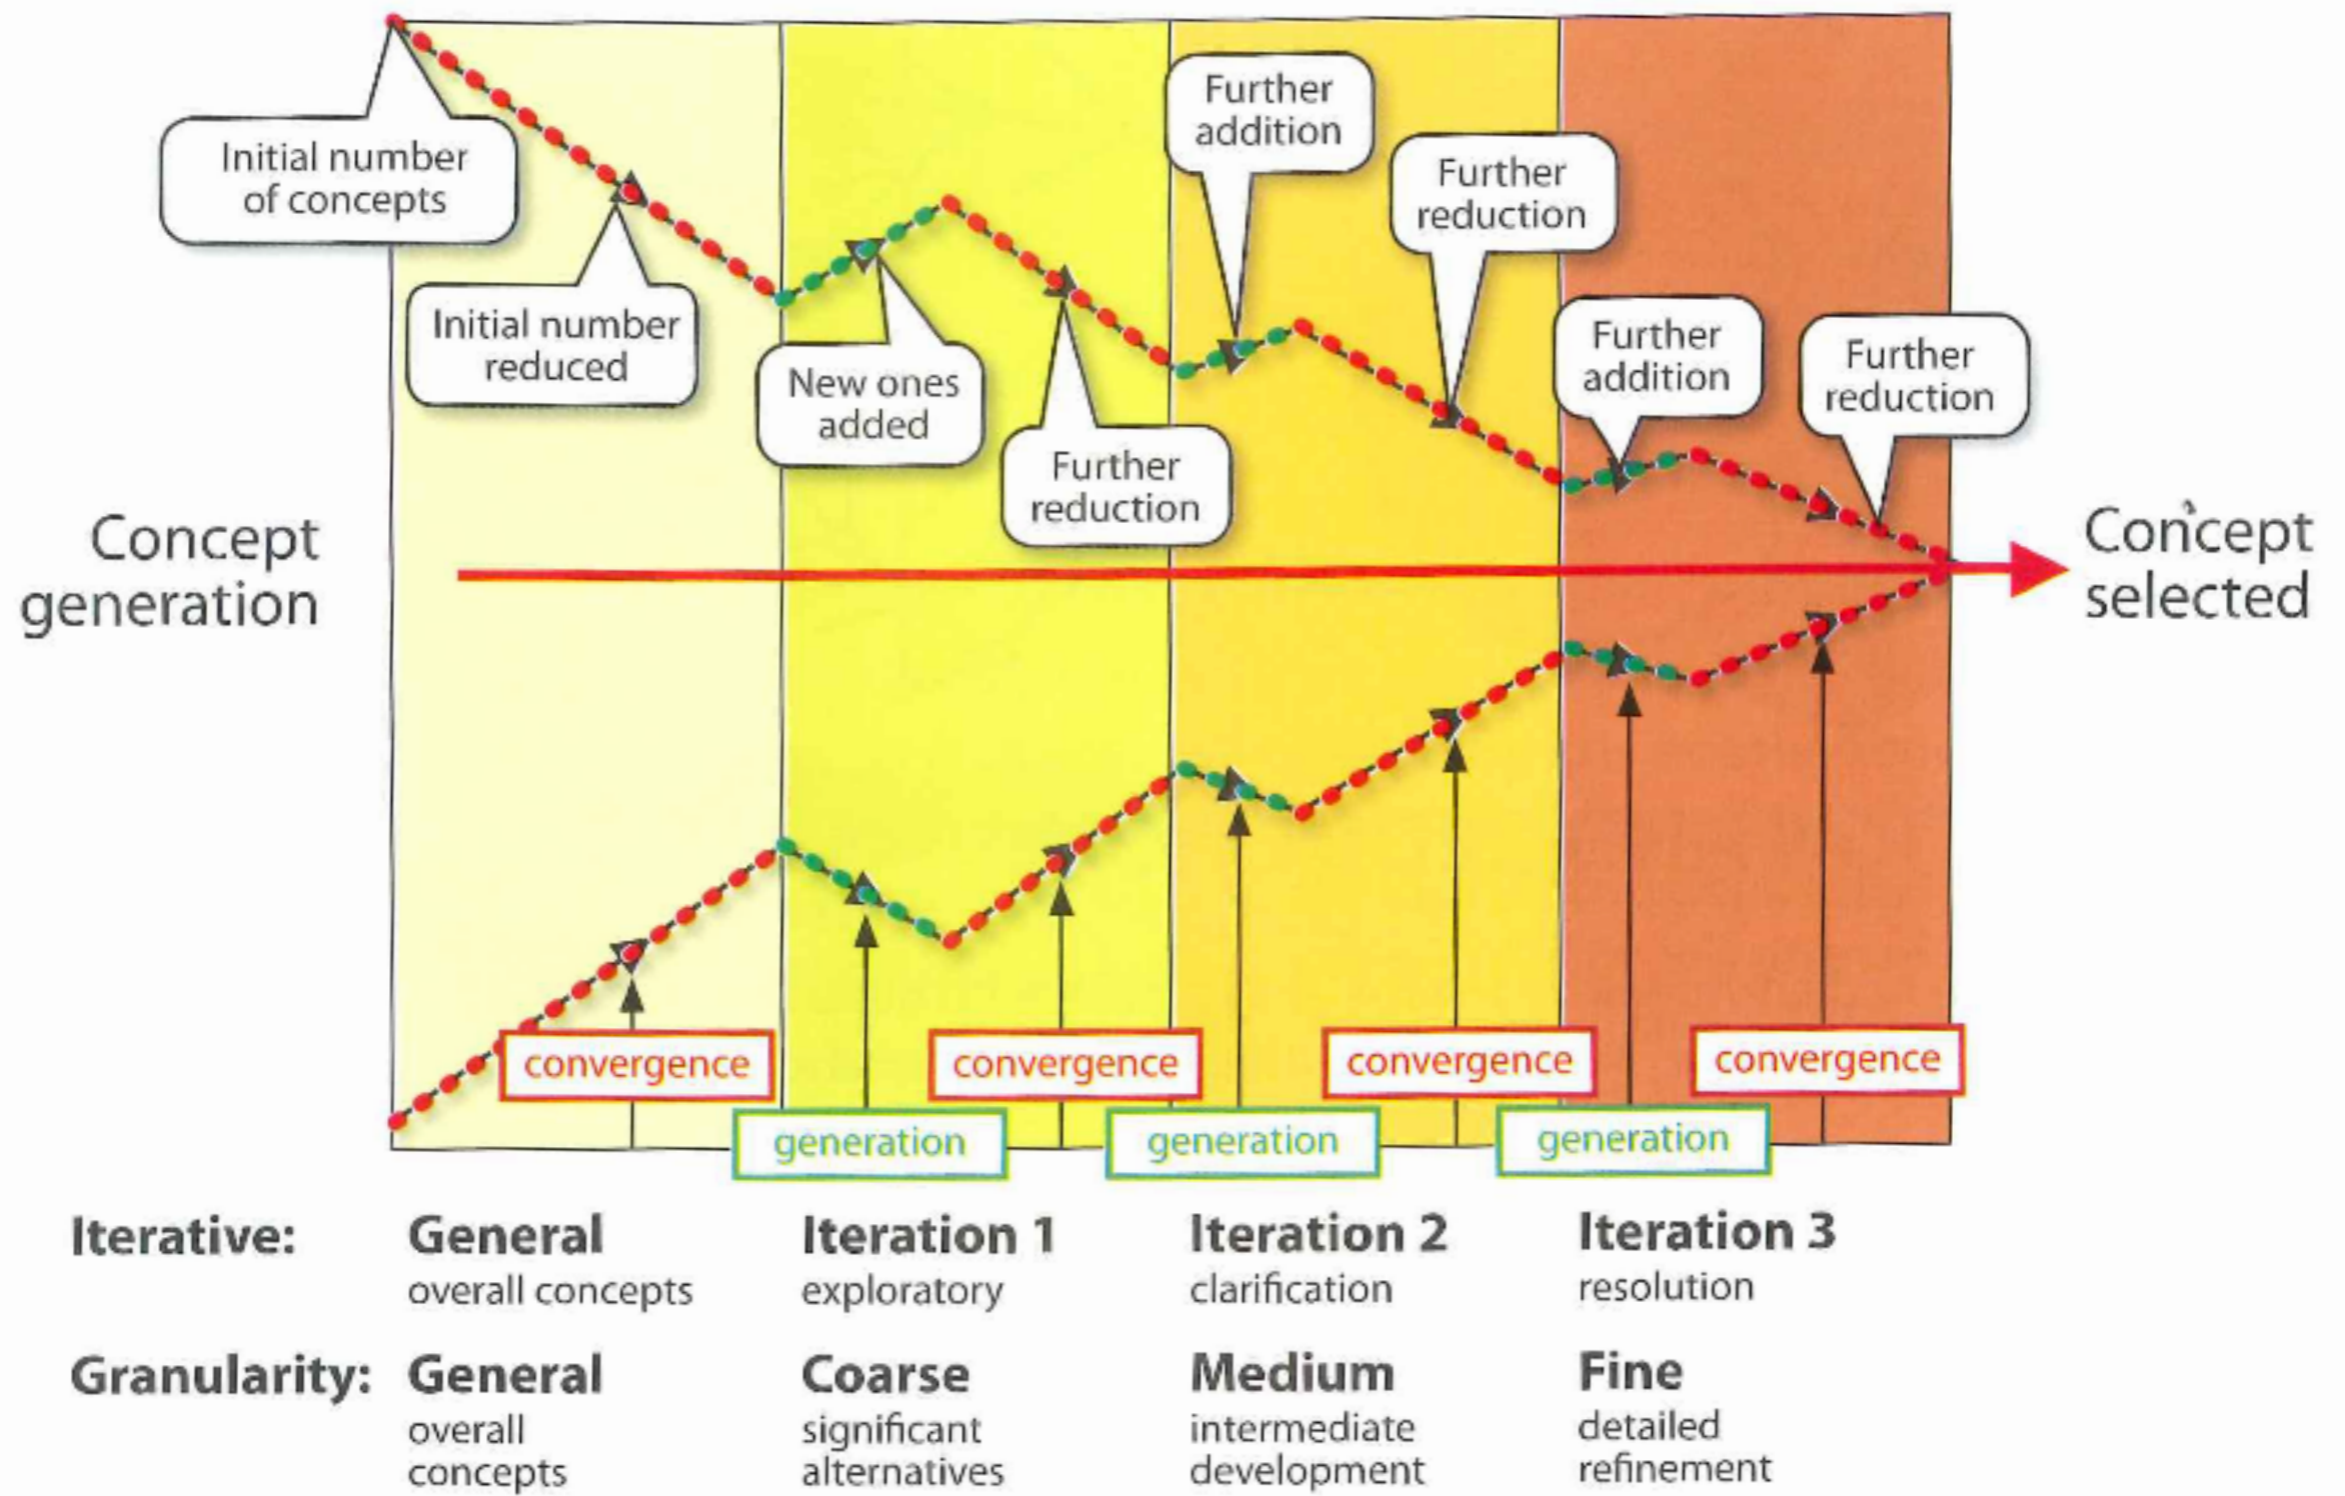 Initial number
of concepts
Initial number
reduced
New ones
added
Further
reduction
Further
addition
Further
reduction
Further
addition
Further
reduction
Concept
generation
Concept
selected
convergence
convergence
convergence
convergence
generation
generation
generation
Iterative:
General
overall concepts
Iteration 1
exploratory
Iteration 2
clarification
Iteration 3
resolution
Granularity:
General
overall
concepts
Coarse
significant
alternatives
Medium
intermediate
development
Fine
detailed
refinement